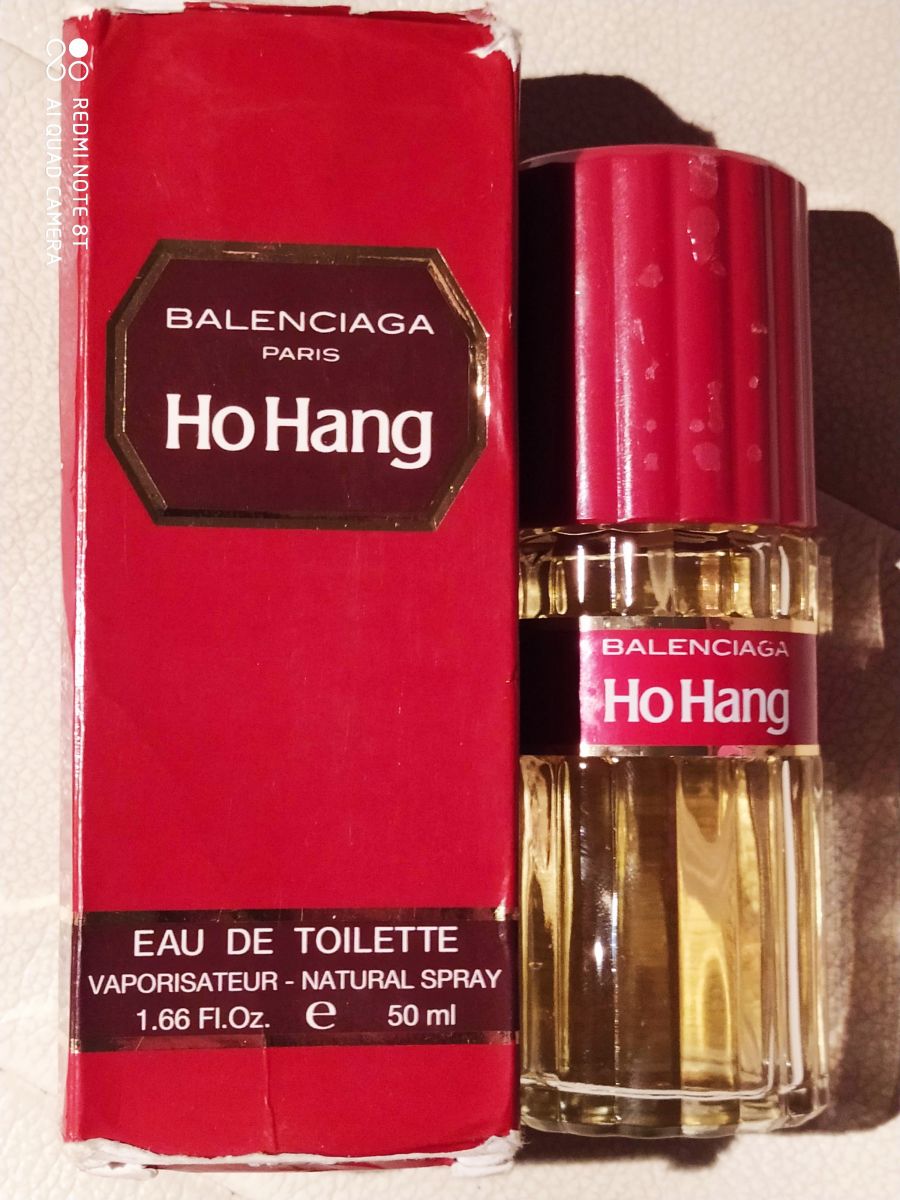 REDMI NOTE 8T
AI QUAD CAMERA
BALENCIAGA
PARIS
Ho Hang
EAU DE TOILETTE
VAPORISATEUR - NATURAL SPRAY
1.66 Fl.Oz. e 50 ml
BALENCIAGA
Ho Hang